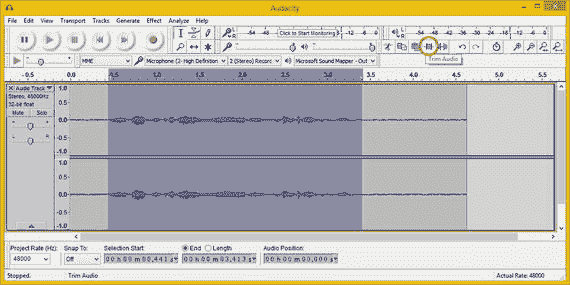 Audacity
File Edit View Transport Tracks Generate Effect Analyze Help
L R -54 -48 Click to Start Monitoring -12 -6 0
L R -54 -48 -42 -36 -30 -24 -18 -12 -6 0
Trim Audio
MME Microphone (2- High Definition 2 (Stereo) Record Microsoft Sound Mapper - Out
-0.5 0.0 0.5 1.0 1.5 2.0 2.5 3.0 3.5 4.0 4.5 5.0 5.5
Audio Track
Stereo, 48000Hz
32-bit float
Mute Solo
L R
1.0
0.5
0.0
-0.5
-1.0
1.0
0.5
0.0
-0.5
-1.0
Project Rate (Hz): Snap To: Selection Start: End Length Audio Position:
48000 Off 00 h 00 m 00,441 s 00 h 00 m 03,413 s 00 h 00 m 00,000 s
Stopped. Trim Audio Actual Rate: 48000